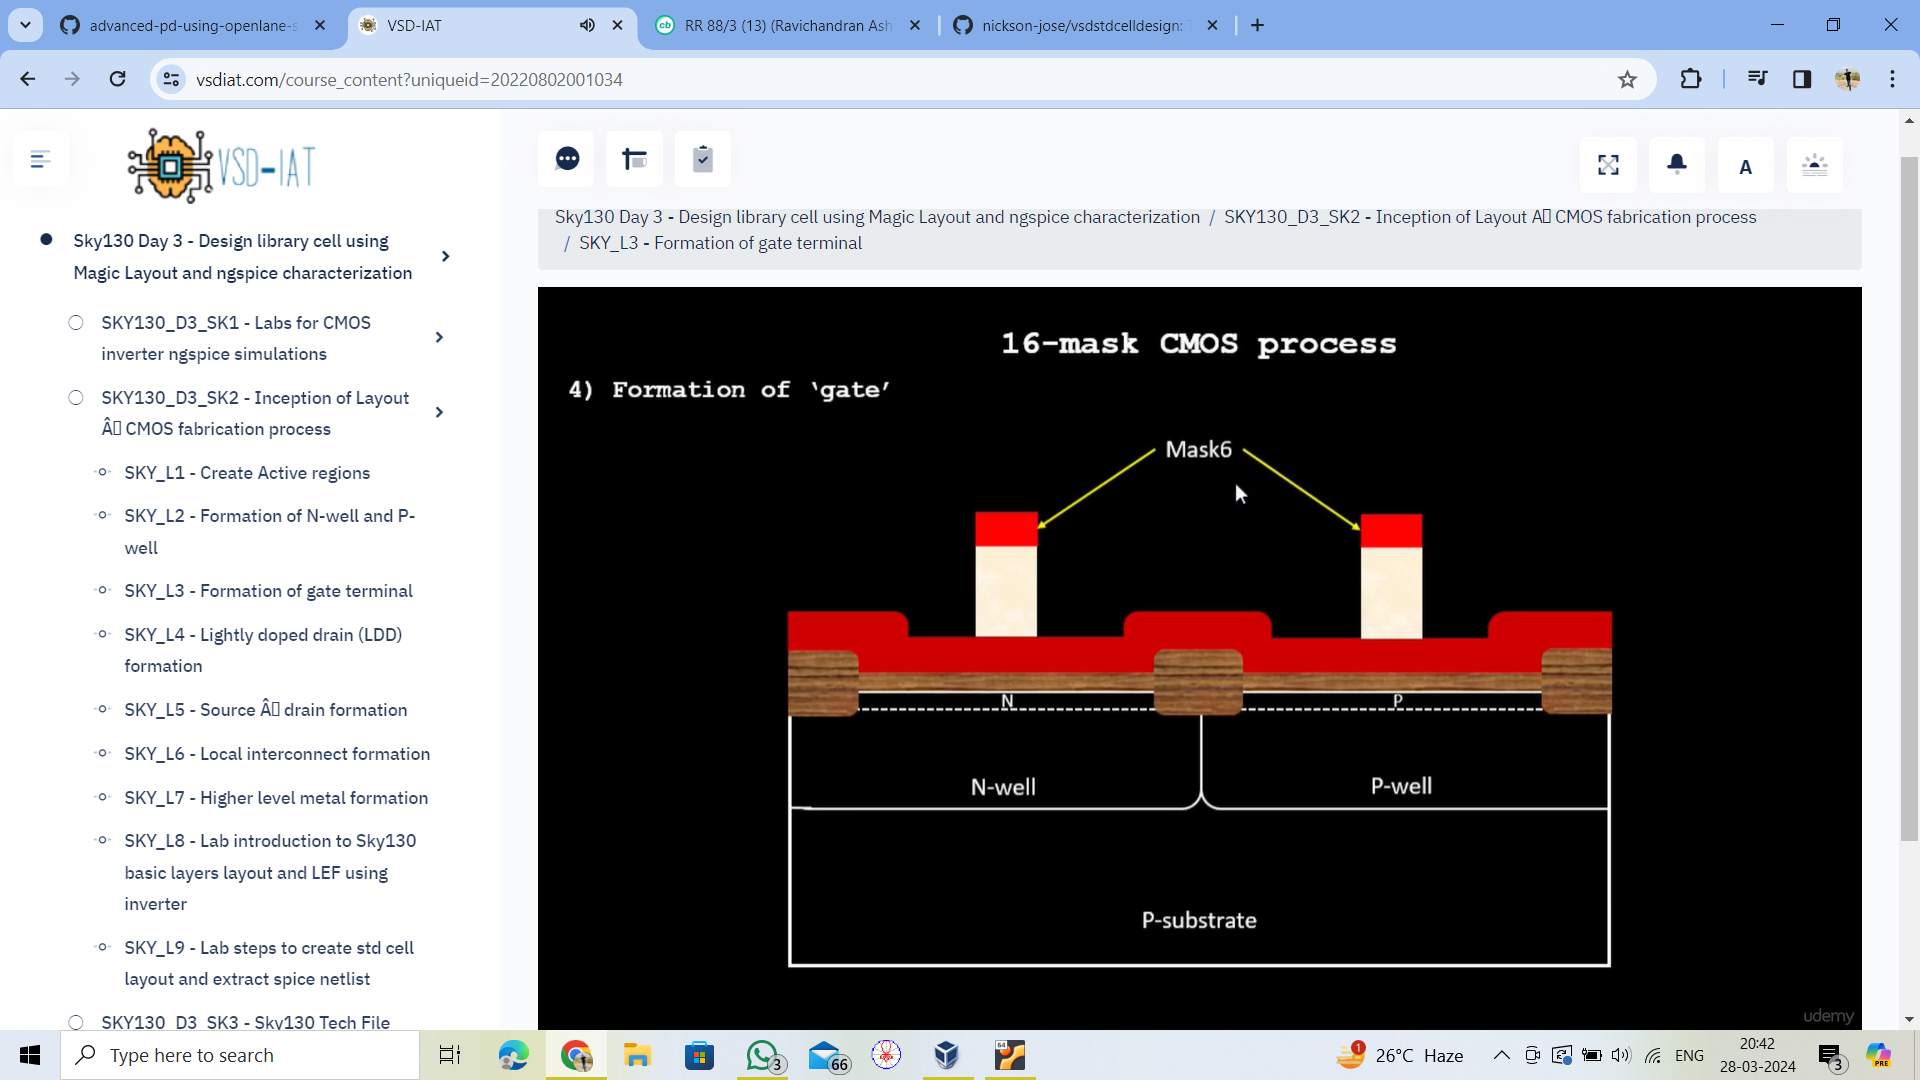 advanced-pd-using-openlane-s
VSD-IAT
RR 88/3 (13) (Ravichandran Ash
nickson-jose/vsdstdcelldesign:
vsdiat.com/course_content?uniqueid=20220802001034
VSD-IAT
A
Sky130 Day 3 - Design library cell using
Magic Layout and ngspice characterization
SKY130_D3_SK1 - Labs for CMOS
inverter ngspice simulations
SKY130_D3_SK2 - Inception of Layout
Â CMOS fabrication process
SKY_L1 - Create Active regions
SKY_L2 - Formation of N-well and P-
well
SKY_L3 - Formation of gate terminal
SKY_L4 - Lightly doped drain (LDD)
formation
SKY_L5 - Source Â drain formation
SKY_L6 - Local interconnect formation
SKY_L7 - Higher level metal formation
SKY_L8 - Lab introduction to Sky130
basic layers layout and LEF using
inverter
SKY_L9 - Lab steps to create std cell
layout and extract spice netlist
SKY130_D3_SK3 - Sky130 Tech File
Sky130 Day 3 - Design library cell using Magic Layout and ngspice characterization / SKY130_D3_SK2 - Inception of Layout Â CMOS fabrication process
/ SKY_L3 - Formation of gate terminal
16-mask CMOS process
4) Formation of ‘gate’
Mask6
N
P
N-well
P-well
P-substrate
udemy
Type here to search
3
66
64
1
26°C Haze
ENG
20:42
28-03-2024
3
PRE